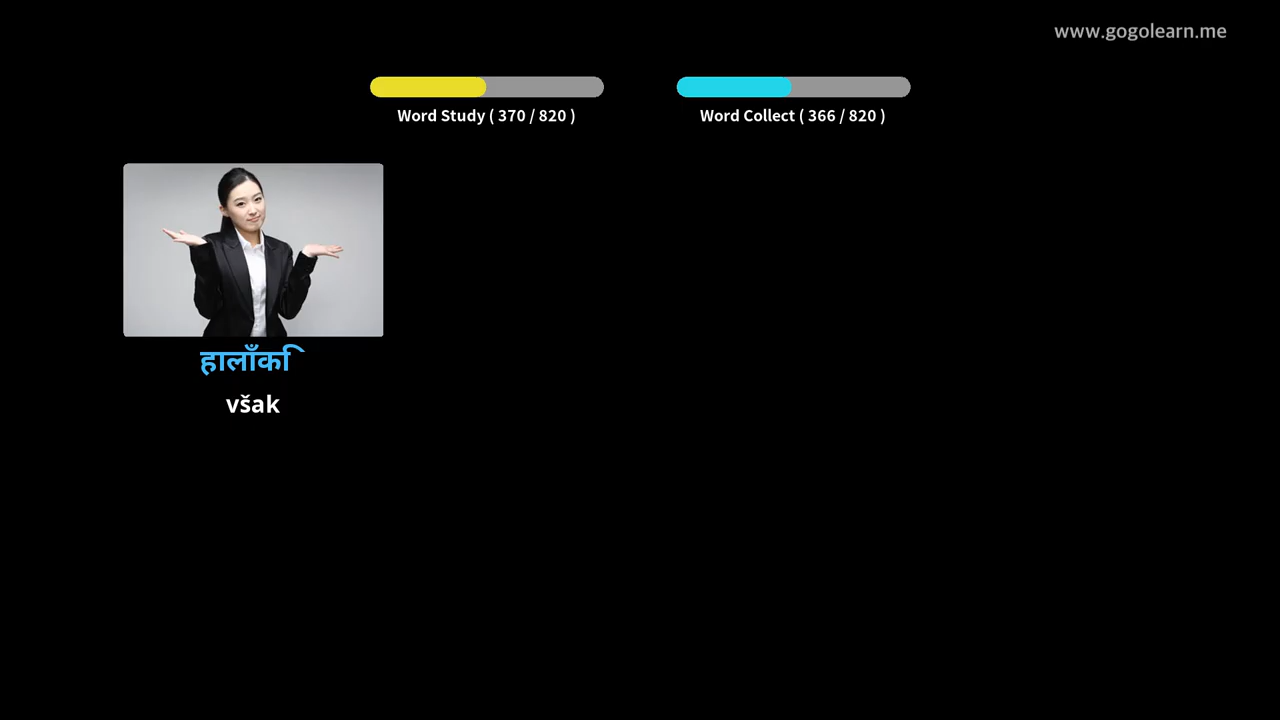 www.gogolearn.me
Word Study ( 370 / 820 )
Word Collect ( 366 / 820 )
हालाँकि
však